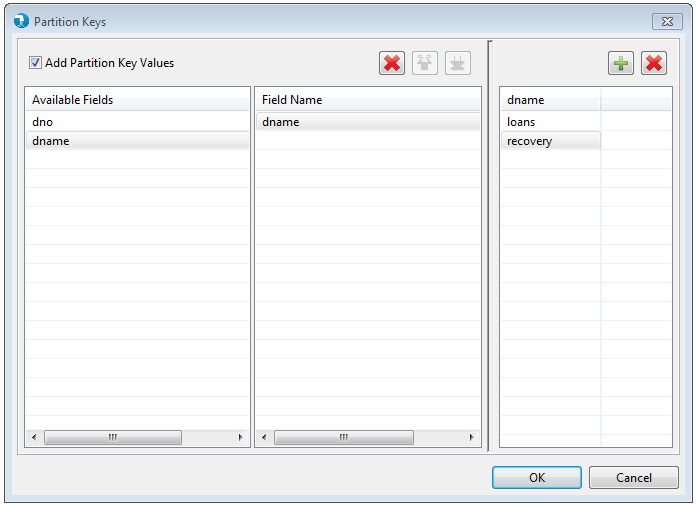 Partition Keys
Add Partition Key Values
Available Fields
dno
dname
Field Name
dname
dname
loans
recovery
OK
Cancel